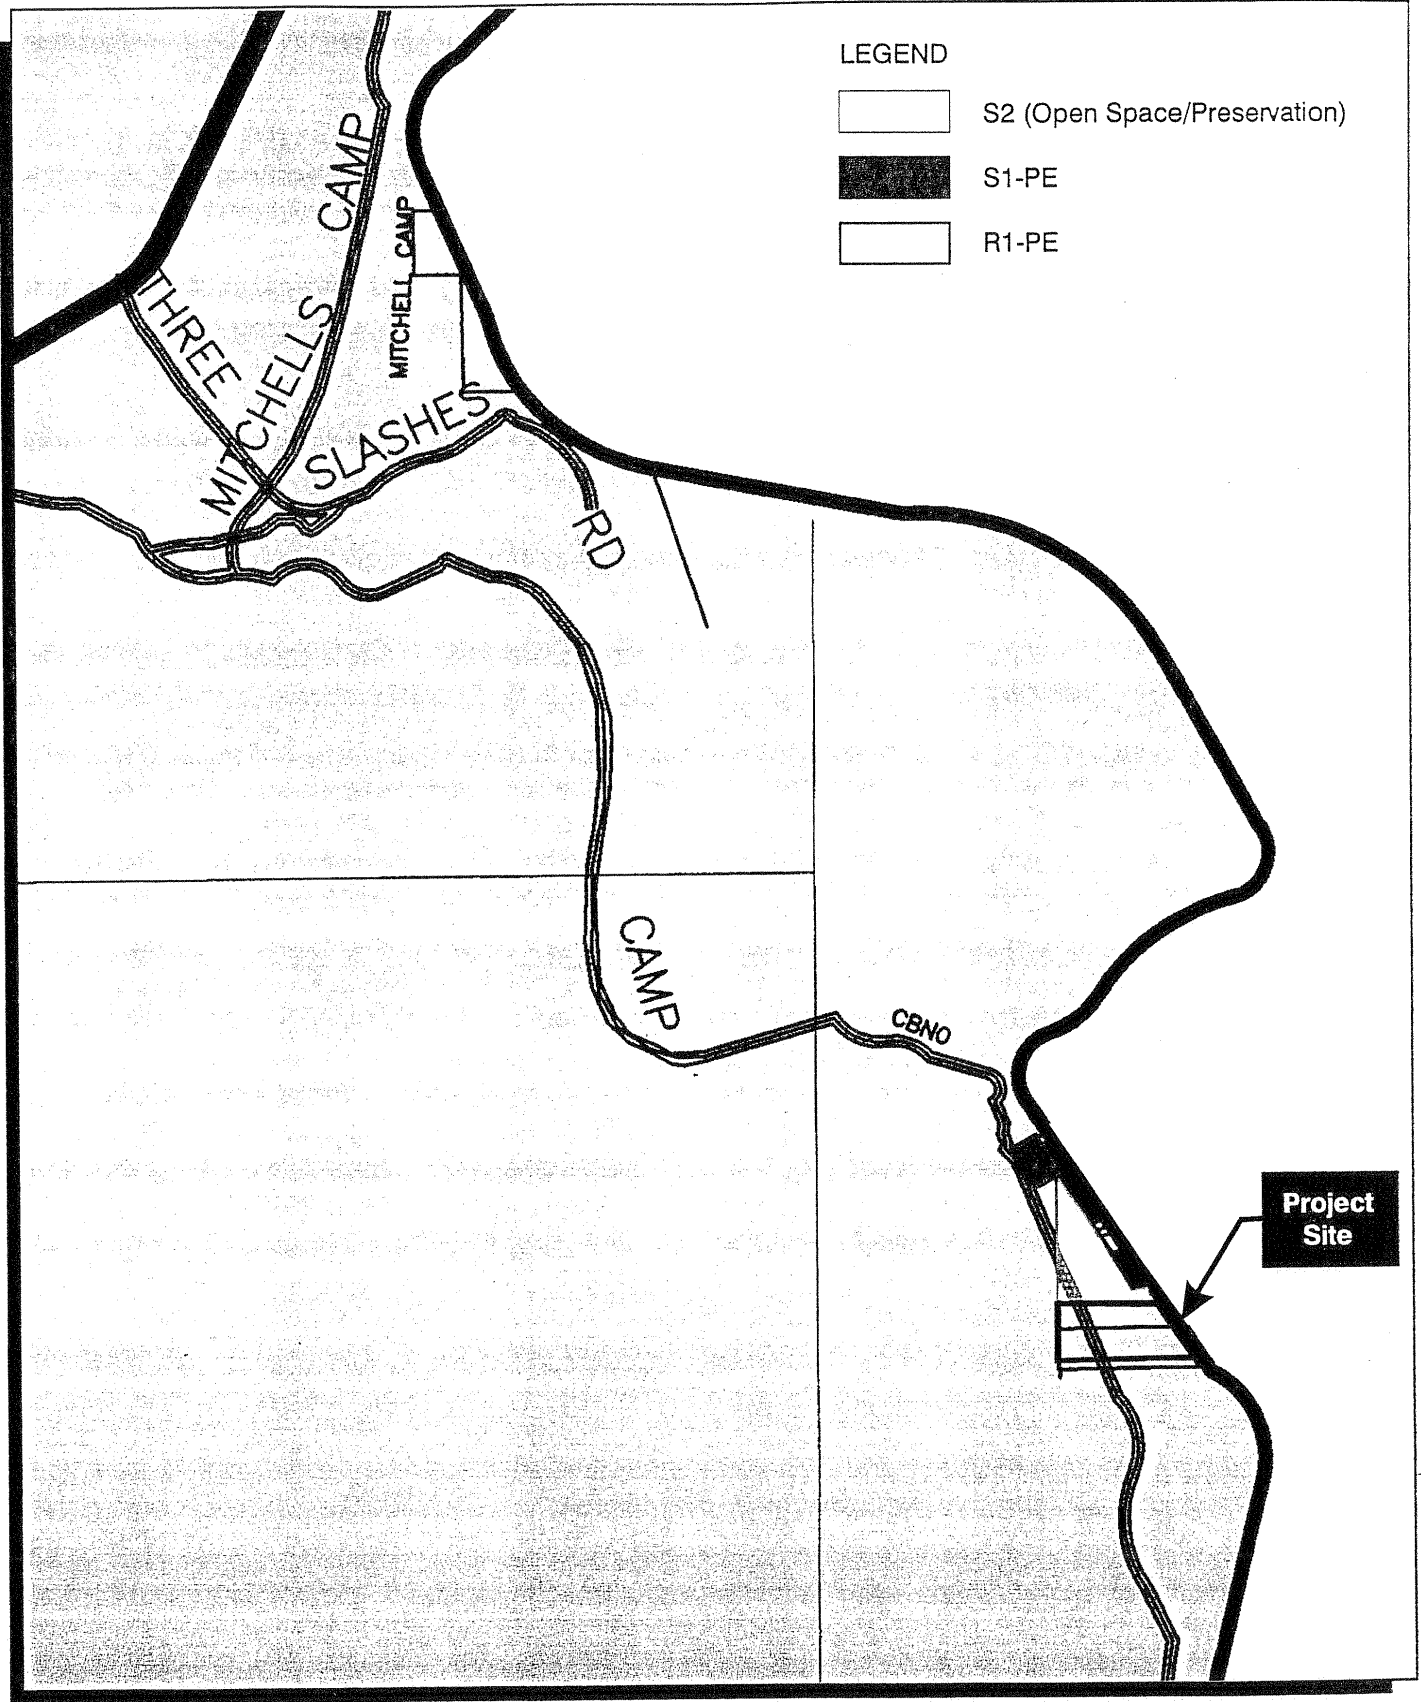 LEGEND
S2 (Open Space/Preservation)
S1-PE
R1-PE
CAMP
MITCHELLS
MITCHELL CAMP
THREE
SLASHES
RD
CAMP
CBNO
Project
Site